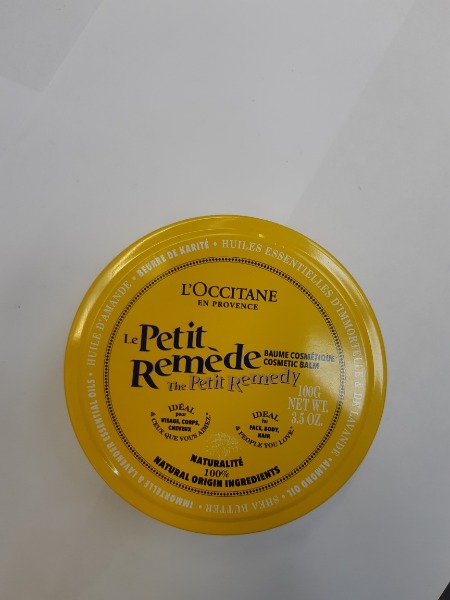 BEURRE DE KARITÉ • HUILES ESSENTIELLES D'IMMORTELLE & DE LAVANDE •
HUILE D'AMANDE •
L'OCCITANE
EN PROVENCE
Le Petit
Remède
BAUME COSMÉTIQUE
COSMETIC BALM
The Petit Remedy
100G
NET WT.
3.5 OZ.
IDÉAL
pour
VISAGE, CORPS,
CHEVEUX
& CEUX QUE VOUS AIMEZ*
IDEAL
for
FACE, BODY,
HAIR
& PEOPLE YOU LOVE*
NATURALITÉ
100%
NATURAL ORIGIN INGREDIENTS
IMMORTELLE & LAVENDER ESSENTIAL OILS •
SHEA BUTTER •
ALMOND OIL